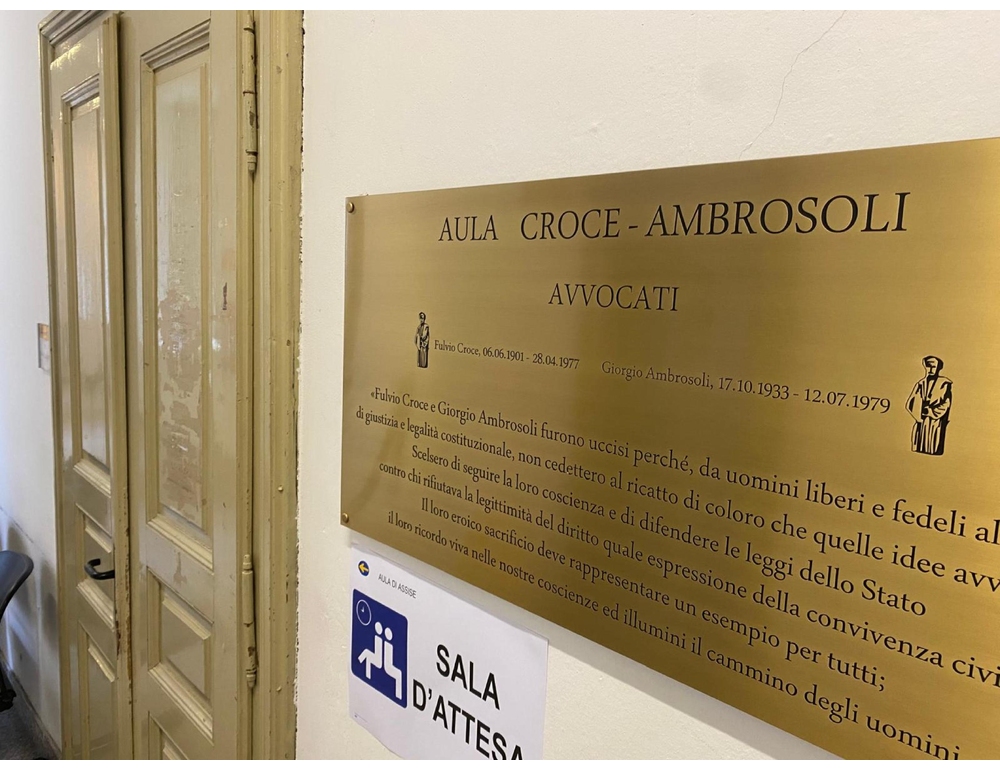 AULA CROCE - AMBROSOLI
AVVOCATI
Fulvio Croce, 06.06.1901 - 28.04.1977
Giorgio Ambrosoli, 17.10.1933 - 12.07.1979
«Fulvio Croce e Giorgio Ambrosoli furono uccisi perché, da uomini liberi e fedeli al
di giustizia e legalità costituzionale, non cedettero al ricatto di coloro che quelle idee avv
Scelsero di seguire la loro coscienza e di difendere le leggi dello Stato
contro chi rifiutava la legittimità del diritto quale espressione della convivenza civi
Il loro eroico sacrificio deve rappresentare un esempio per tutti;
il loro ricordo viva nelle nostre coscienze ed illumini il cammino degli uomini
AULA DI ASSISE
SALA
D'ATTESA